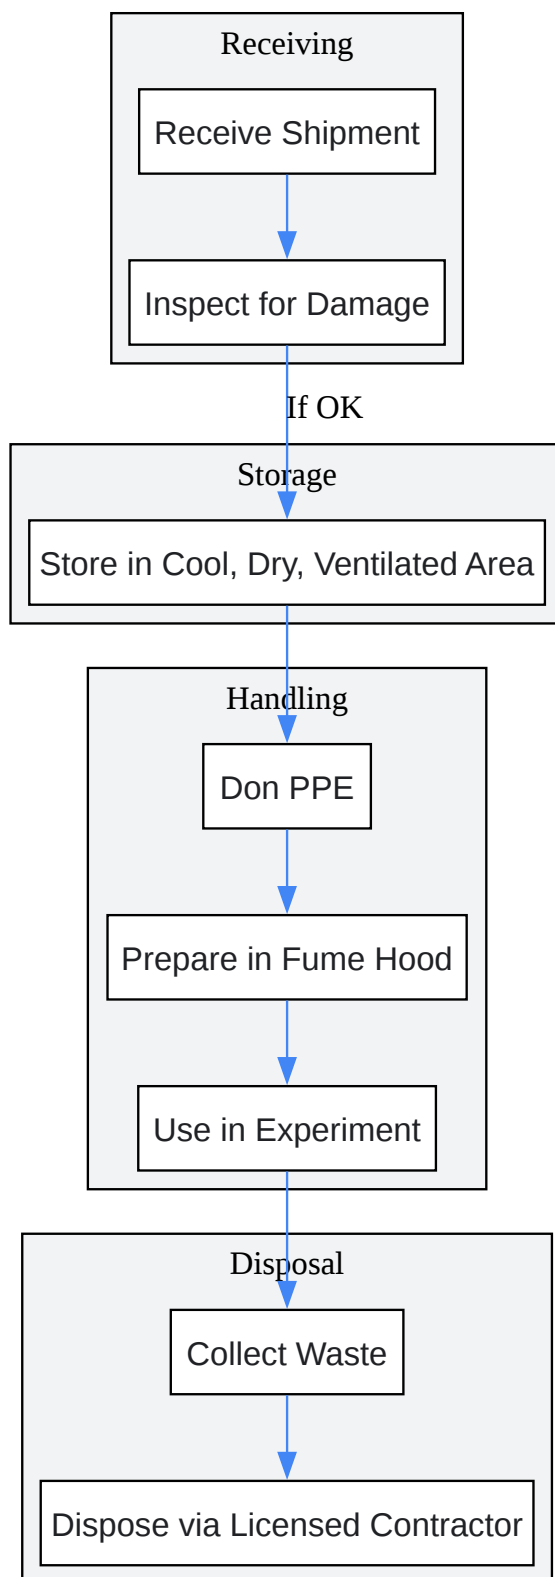 Receiving
Receive Shipment
Inspect for Damage
If OK
Storage
Store in Cool, Dry, Ventilated Area
Handling
Don PPE
Prepare in Fume Hood
Use in Experiment
Disposal
Collect Waste
Dispose via Licensed Contractor